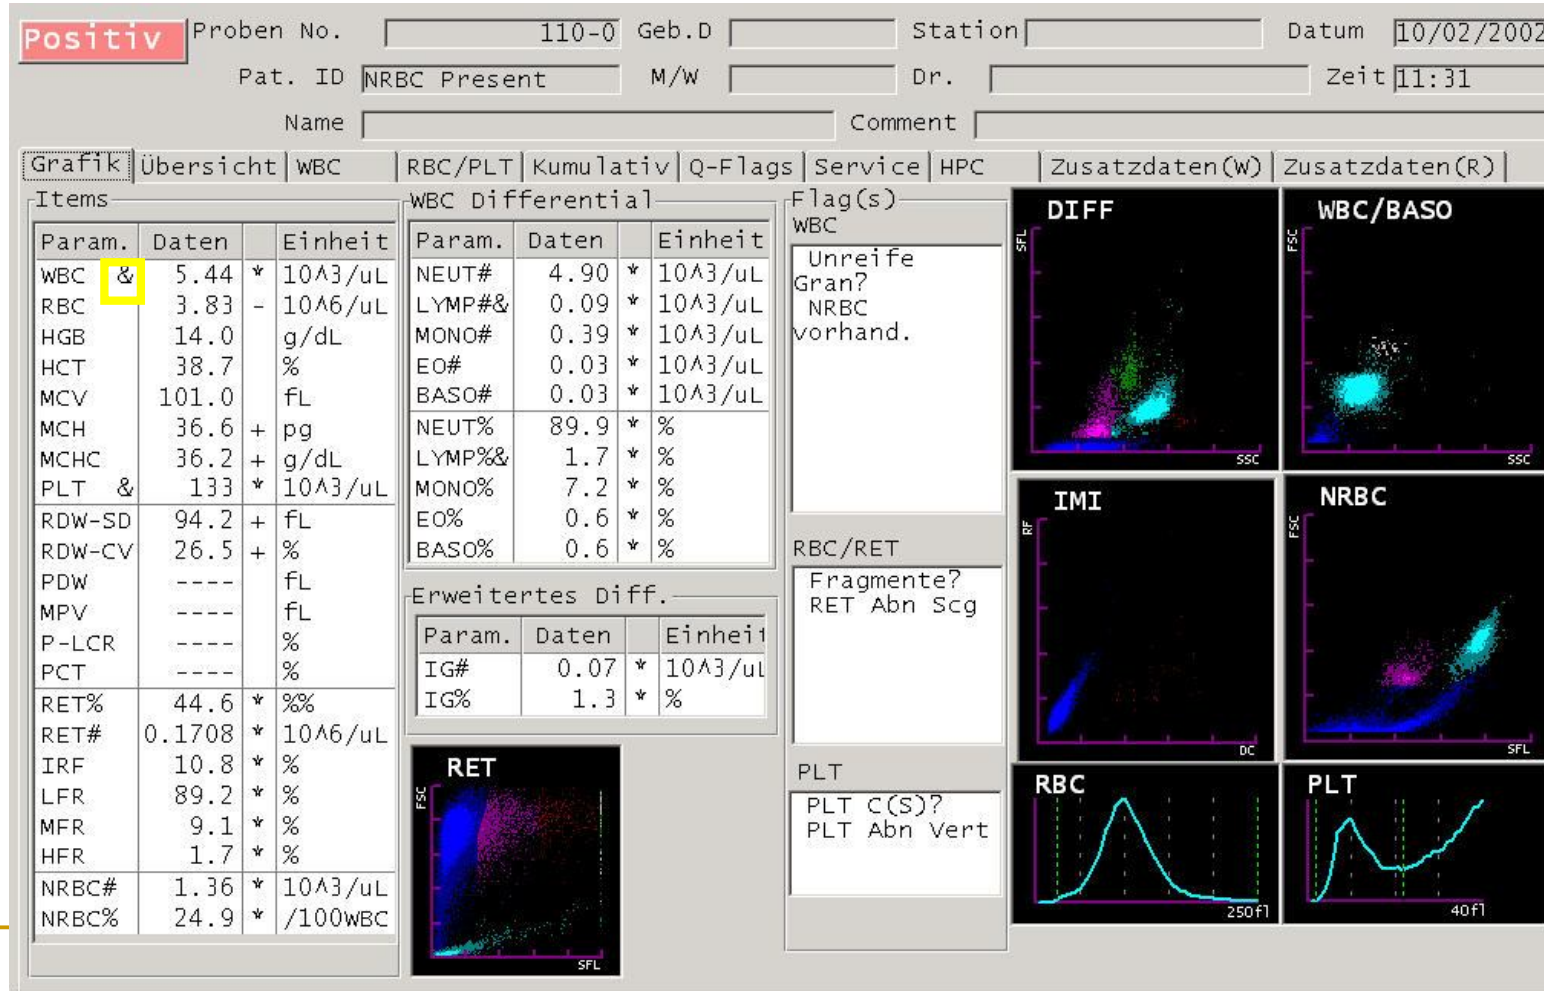 Positiv
Proben No. 110-0 Geb.D Station Datum 10/02/2002
Pat. ID NRBC Present M/W Dr. Zeit 11:31
Name Comment
Grafik Übersicht WBC RBC/PLT Kumulativ Q-Flags Service HPC Zusatzdaten(W) Zusatzdaten(R)
Items
Param. Daten Einheit
WBC & 5.44 * 10^3/uL
RBC 3.83 - 10^6/uL
HGB 14.0 g/dL
HCT 38.7 %
MCV 101.0 fL
MCH 36.6 + pg
MCHC 36.2 + g/dL
PLT & 133 * 10^3/uL
RDW-SD 94.2 + fL
RDW-CV 26.5 + %
PDW ---- fL
MPV ---- fL
P-LCR ---- %
PCT ---- %
RET% 44.6 * %%
RET# 0.1708 * 10^6/uL
IRF 10.8 * %
LFR 89.2 * %
MFR 9.1 * %
HFR 1.7 * %
NRBC# 1.36 * 10^3/uL
NRBC% 24.9 * /100WBC
WBC Differential
Param. Daten Einheit
NEUT# 4.90 * 10^3/uL
LYMP#& 0.09 * 10^3/uL
MONO# 0.39 * 10^3/uL
EO# 0.03 * 10^3/uL
BASO# 0.03 * 10^3/uL
NEUT% 89.9 * %
LYMP%& 1.7 * %
MONO% 7.2 * %
EO% 0.6 * %
BASO% 0.6 * %
Erweitertes Diff.
Param. Daten Einheit
IG# 0.07 * 10^3/uL
IG% 1.3 * %
RET
FSC
SFL
Flag(s)
WBC
Unreife
Gran?
NRBC
vorhand.
RBC/RET
Fragmente?
RET Abn Scg
PLT
PLT C(S)?
PLT Abn Vert
DIFF
SFL
SSC
WBC/BASO
FSC
SSC
IMI
RF
DC
NRBC
FSC
SFL
RBC
250fl
PLT
40fl